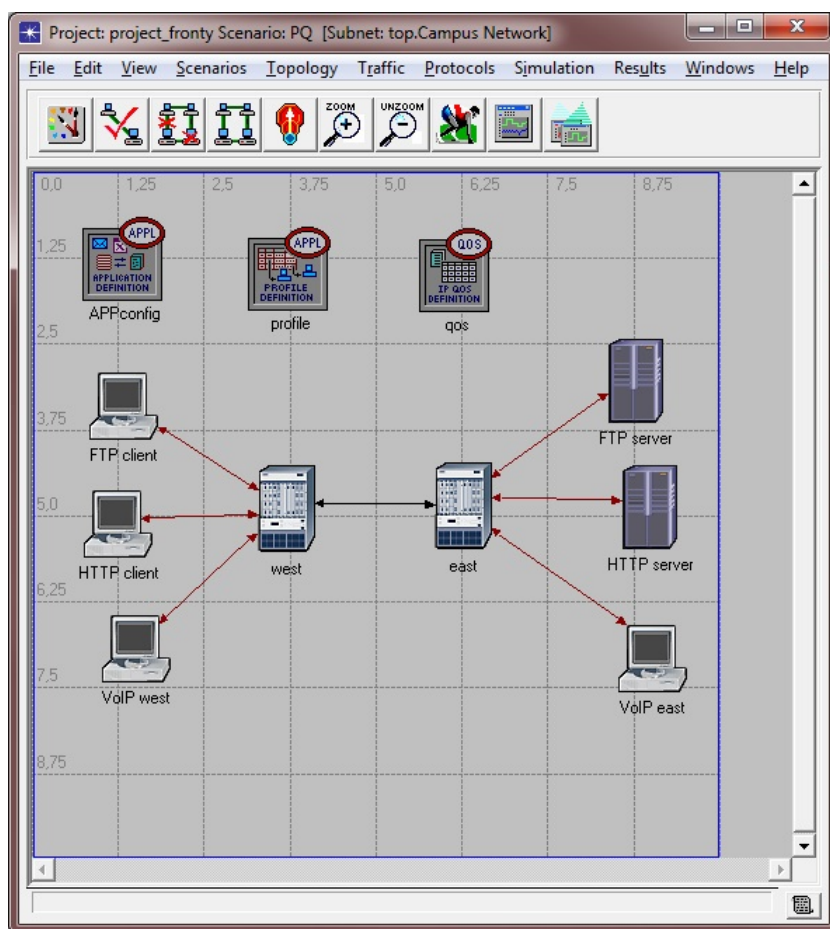 Project: project_fronty Scenario: PQ [Subnet: top.Campus Network]
File Edit View Scenarios Topology Traffic Protocols Simulation Results Windows Help
ZOOM UNZOOM
0,0 1,25 2,5 3,75 5,0 6,25 7,5 8,75
APPL APPL QOS
1,25
APPLICATION DEFINITION
PROFILE DEFINITION
IP QOS DEFINITION
APPconfig
profile
qos
2,5
3,75
FTP client
FTP server
5,0
HTTP client
west
east
HTTP server
6,25
7,5
VoIP west
VoIP east
8,75